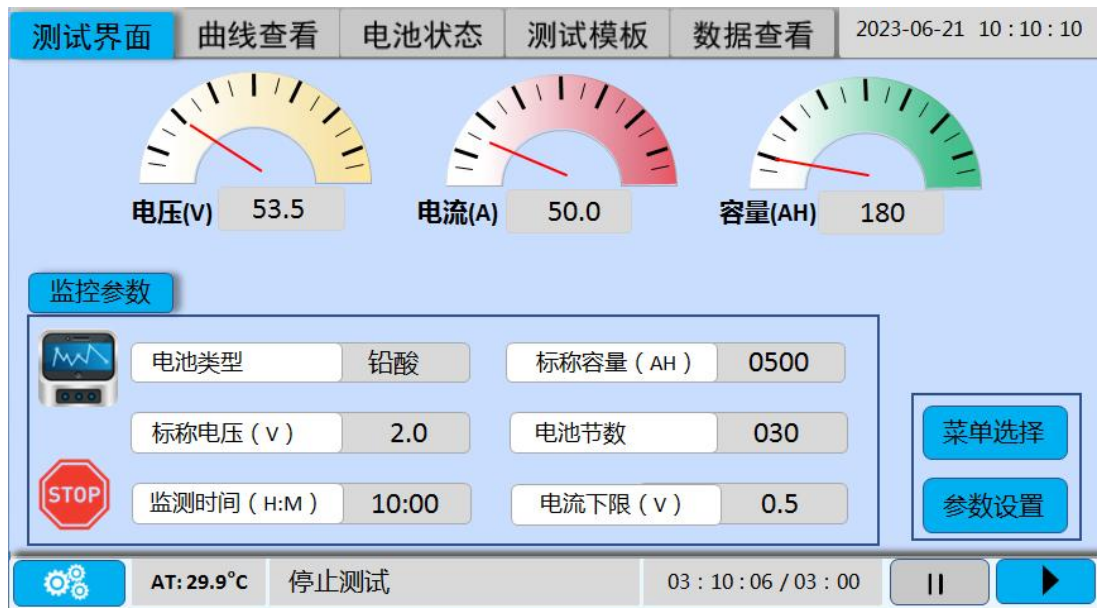 测试界面 曲线查看 电池状态 测试模板 数据查看 2023-06-21 10 : 10 : 10
电压(V) 53.5 电流(A) 50.0 容量(AH) 180
监控参数
电池类型 铅酸 标称容量 ( AH ) 0500
标称电压 ( V ) 2.0 电池节数 030
菜单选择
STOP
监测时间 ( H:M ) 10:00 电流下限 ( V ) 0.5
参数设置
AT: 29.9°C 停止测试 03 : 10 : 06 / 03 : 00